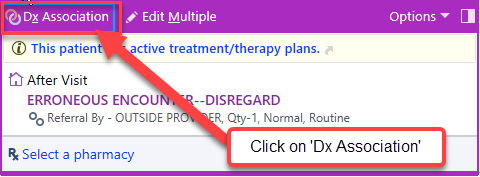 Dx Association Edit Multiple Options
This patient has active treatment/therapy plans.
After Visit
ERRONEOUS ENCOUNTER--DISREGARD
Referral By - OUTSIDE PROVIDER, Qty-1, Normal, Routine
Click on 'Dx Association'
Select a pharmacy